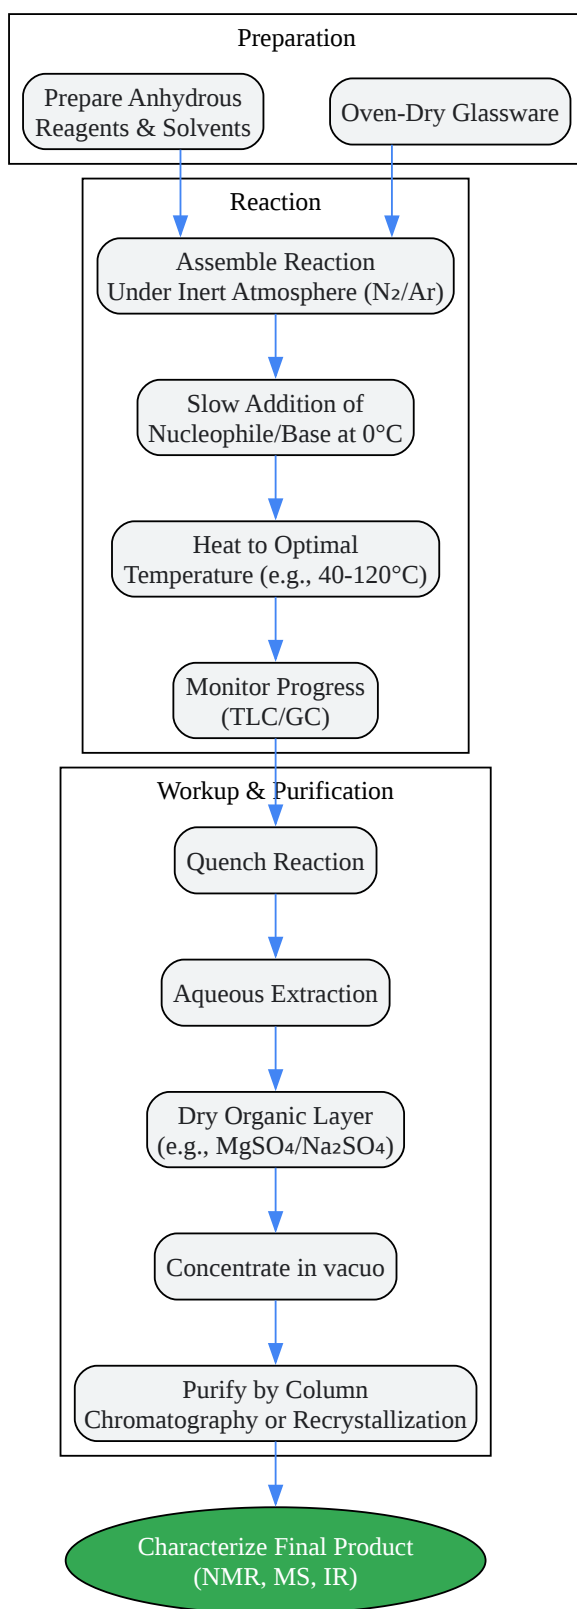 Preparation
Prepare Anhydrous
Reagents & Solvents
Oven-Dry Glassware
Reaction
Assemble Reaction
Under Inert Atmosphere (N₂/Ar)
Slow Addition of
Nucleophile/Base at 0°C
Heat to Optimal
Temperature (e.g., 40-120°C)
Monitor Progress
(TLC/GC)
Workup & Purification
Quench Reaction
Aqueous Extraction
Dry Organic Layer
(e.g., MgSO₄/Na₂SO₄)
Concentrate in vacuo
Purify by Column
Chromatography or Recrystallization
Characterize Final Product
(NMR, MS, IR)